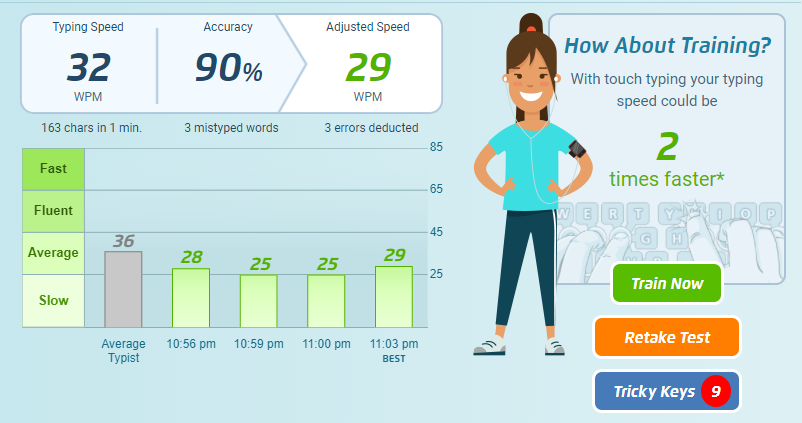 Typing Speed
32
WPM
Accuracy
90%
Adjusted Speed
29
WPM
163 chars in 1 min.
3 mistyped words
3 errors deducted
85
65
45
25
Fast
Fluent
Average
Slow
36
28
25
25
29
Average
Typist
10:56 pm
10:59 pm
11:00 pm
11:03 pm
BEST
How About Training?
With touch typing your typing
speed could be
2
times faster*
W E R T Y I O P
G H
Train Now
Retake Test
Tricky Keys 9